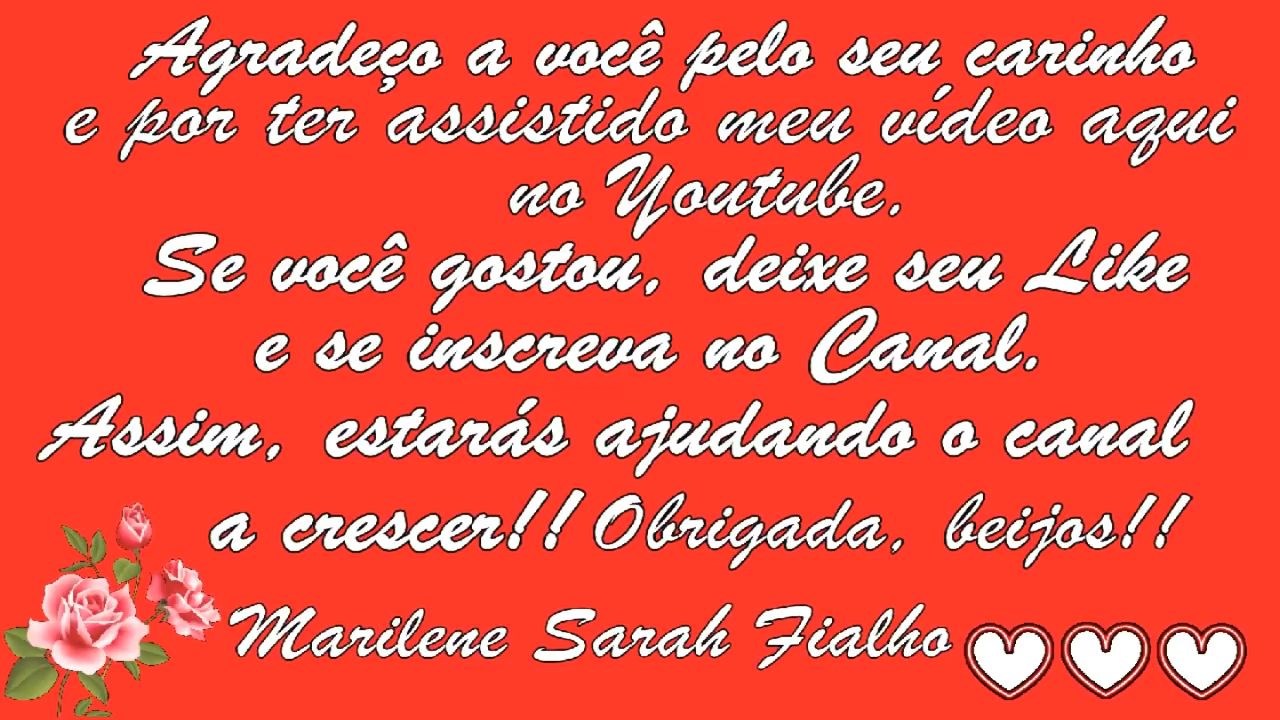 Agradeço a você pelo seu carinho
e por ter assistido meu vídeo aqui
no Youtube.
Se você gostou, deixe seu Like
e se inscreva no Canal.
Assim, estarás ajudando o canal
a crescer!! Obrigada, beijos!!
Marilene Sarah Fialho